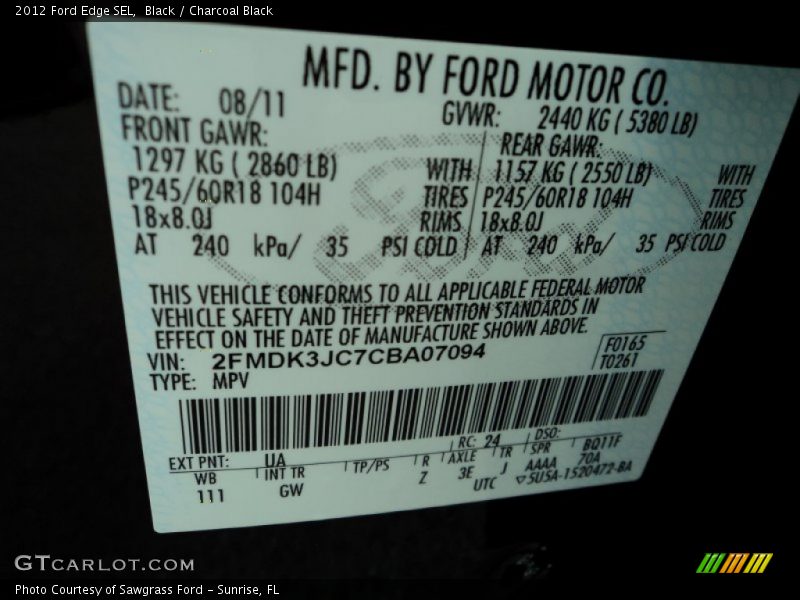 2012 Ford Edge SEL, Black / Charcoal Black
MFD. BY FORD MOTOR CO.
DATE: 08/11 GVWR: 2440 KG ( 5380 LB)
FRONT GAWR: REAR GAWR:
1297 KG ( 2860 LB) WITH 1157 KG ( 2550 LB) WITH
P245/60R18 104H TIRES P245/60R18 104H TIRES
18x8.0J RIMS 18x8.0J RIMS
AT 240 kPa/ 35 PSI COLD AT 240 kPa/ 35 PSI COLD
THIS VEHICLE CONFORMS TO ALL APPLICABLE FEDERAL MOTOR
VEHICLE SAFETY AND THEFT PREVENTION STANDARDS IN
EFFECT ON THE DATE OF MANUFACTURE SHOWN ABOVE.
VIN: 2FMDK3JC7CBA07094 F0165
TYPE: MPV T0261
EXT PNT: UA RC: 24 DSO: BQ11F
WB INT TR TP/PS R AXLE TR SPR 70A
111 GW Z 3E J AAAA
UTC ▽5U5A-1520472-BA
GTCARLOT.COM
Photo Courtesy of Sawgrass Ford - Sunrise, FL